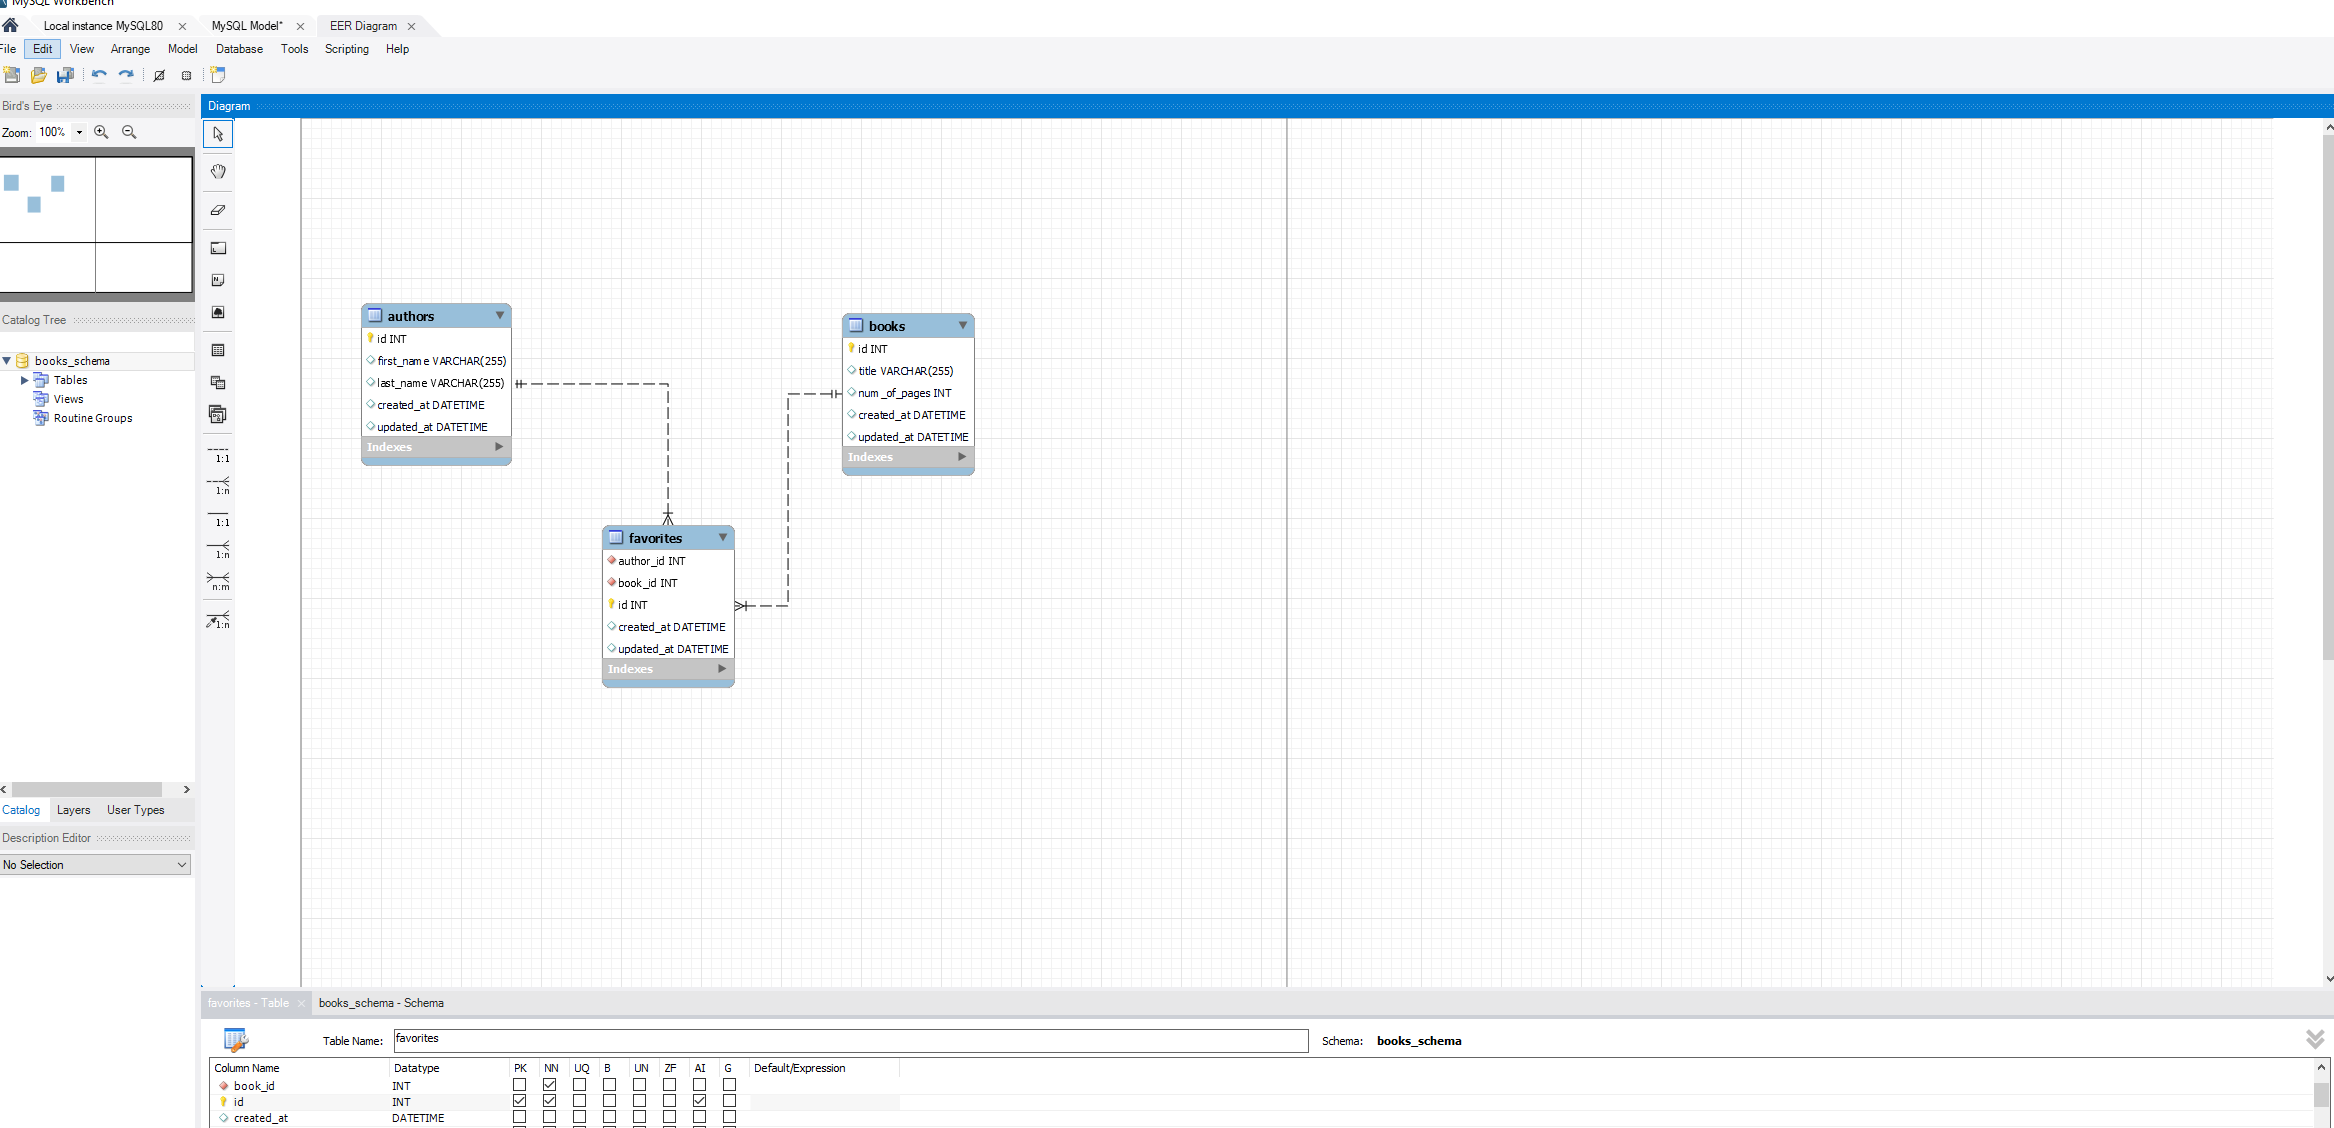 MySQL Workbench
Local instance MySQL80
MySQL Model*
EER Diagram
File Edit View Arrange Model Database Tools Scripting Help
Bird's Eye
Zoom: 100%
Diagram
Catalog Tree
books_schema
Tables
Views
Routine Groups
Catalog Layers User Types
Description Editor
No Selection
1:1
1:n
1:1
1:n
n:m
1:n
authors
id INT
first_name VARCHAR(255)
last_name VARCHAR(255)
created_at DATETIME
updated_at DATETIME
Indexes
books
id INT
title VARCHAR(255)
num_of_pages INT
created_at DATETIME
updated_at DATETIME
Indexes
favorites
author_id INT
book_id INT
id INT
created_at DATETIME
updated_at DATETIME
Indexes
favorites - Table
books_schema - Schema
Table Name: favorites
Schema: books_schema
Column Name Datatype PK NN UQ B UN ZF AI G Default/Expression
book_id INT
id INT
created_at DATETIME